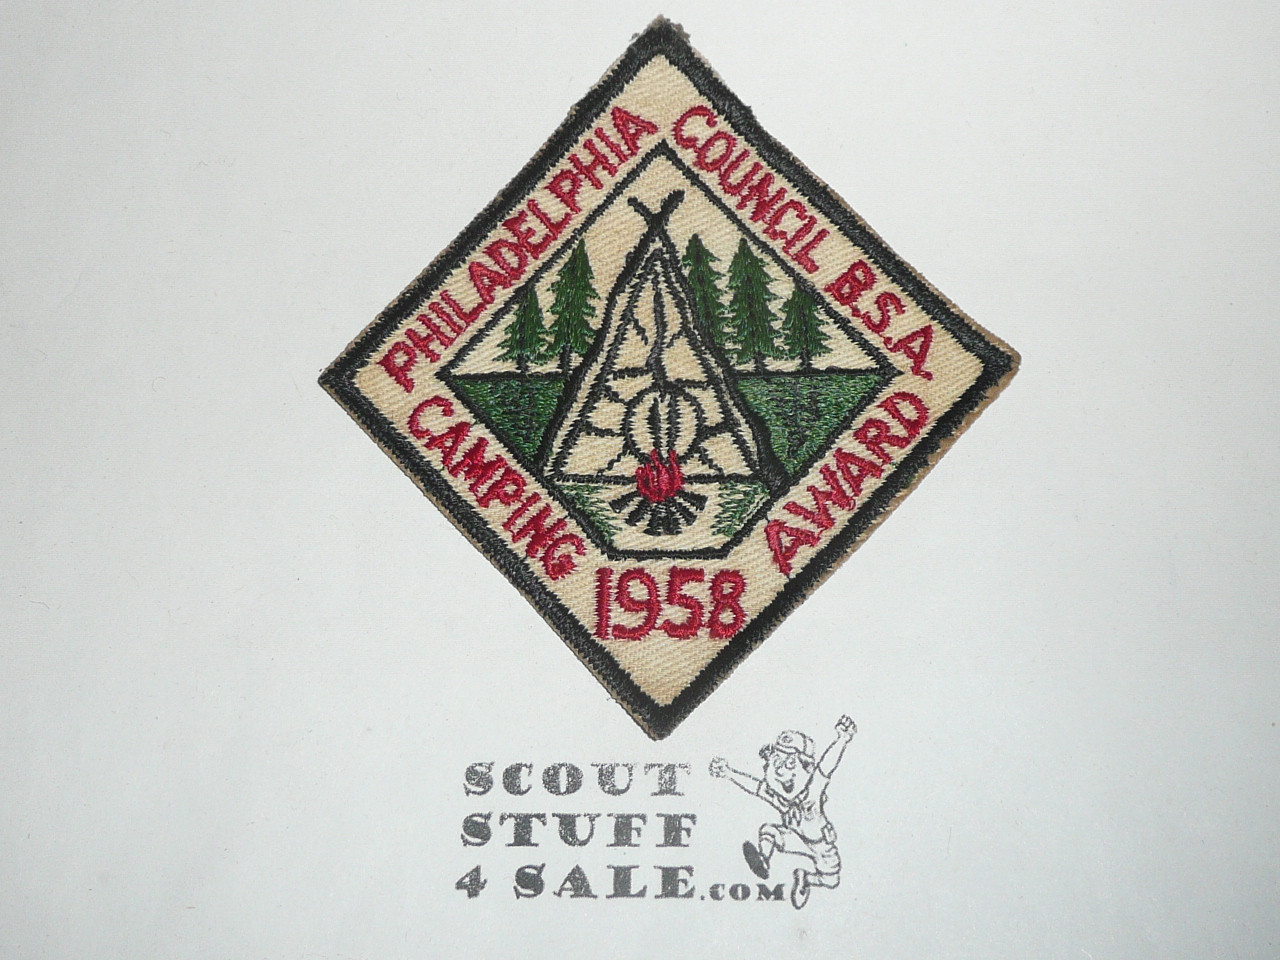 PHILADELPHIA COUNCIL B.S.A.
CAMPING 1958 AWARD
SCOUT
STUFF
4 SALE.COM